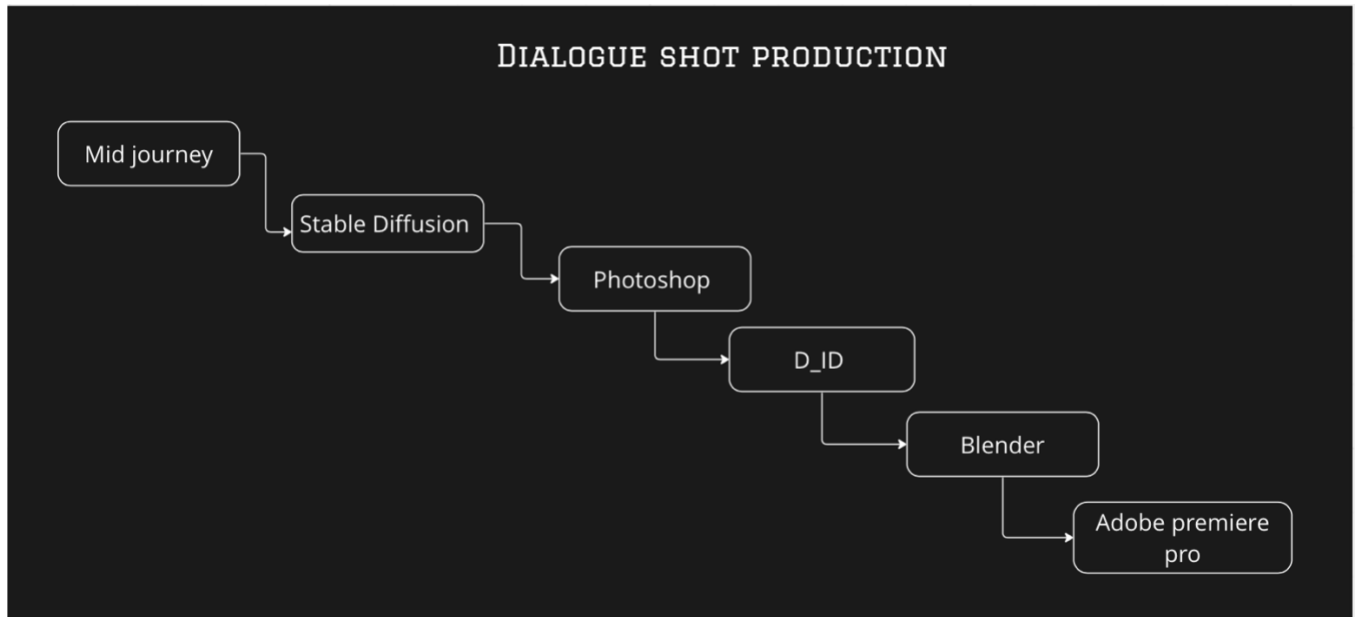 Dialogue shot production
Mid journey
Stable Diffusion
Photoshop
D_ID
Blender
Adobe premiere
pro